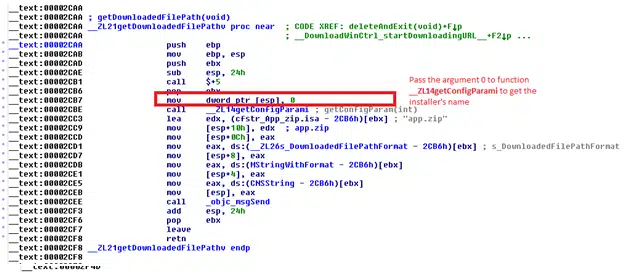 __text:00002CAA
__text:00002CAA ; getDownloadedFilePath(void)
__text:00002CAA __ZL21getDownloadedFilePathv proc near ; CODE XREF: deleteAndExit(void)+F↓p
__text:00002CAA ; __DownloadWinCtrl_startDownloadingURL__+F2↓p ...
__text:00002CAA push ebp
__text:00002CAB mov ebp, esp
__text:00002CAD push ebx
__text:00002CAE sub esp, 24h
__text:00002CB1 call $+5
__text:00002CB6 pop ebx
__text:00002CB7 mov dword ptr [esp], 0
__text:00002CBE call __ZL14getConfigParami ; getConfigParam(int)
__text:00002CC3 lea edx, (cfstr_App_zip.isa - 2CB6h)[ebx] ; "app.zip"
__text:00002CC9 mov [esp+10h], edx ; app.zip
__text:00002CCD mov [esp+0Ch], eax
__text:00002CD1 mov eax, ds:(__ZL26s_DownloadedFilePathFormat - 2CB6h)[ebx] ; s_DownloadedFilePathFormat
__text:00002CD7 mov [esp+8], eax
__text:00002CDB mov eax, ds:(MStringWithFormat - 2CB6h)[ebx]
__text:00002CE1 mov [esp+4], eax
__text:00002CE5 mov eax, ds:(CNSString - 2CB6h)[ebx]
__text:00002CEB mov [esp], eax
__text:00002CEE call _objc_msgSend
__text:00002CF3 add esp, 24h
__text:00002CF6 pop ebx
__text:00002CF7 leave
__text:00002CF8 retn
__text:00002CF8 __ZL21getDownloadedFilePathv endp
Pass the argument 0 to function
__ZL14getConfigParami to get the
installer's name